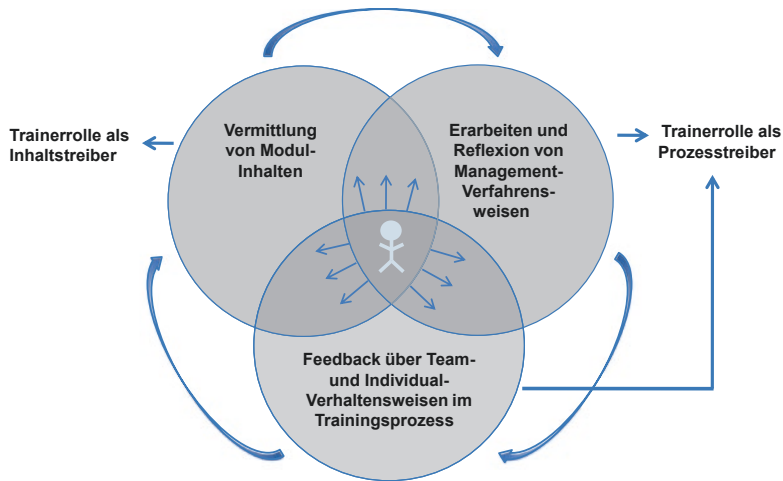 Trainerrolle als
Inhaltstreiber
Vermittlung
von Modul-
Inhalten
Erarbeiten und
Reflexion von
Management-
Verfahrens-
weisen
Trainerrolle als
Prozesstreiber
Feedback über Team-
und Individual-
Verhaltensweisen im
Trainingsprozess